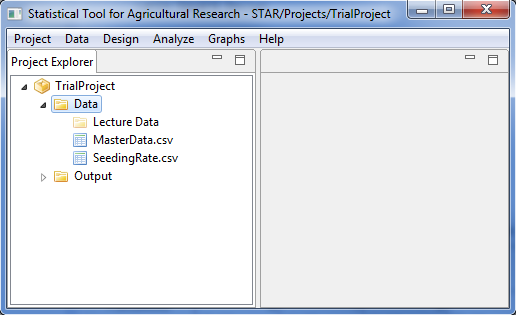 Statistical Tool for Agricultural Research - STAR/Projects/TrialProject
Project Data Design Analyze Graphs Help
Project Explorer
TrialProject
Data
Lecture Data
MasterData.csv
SeedingRate.csv
Output